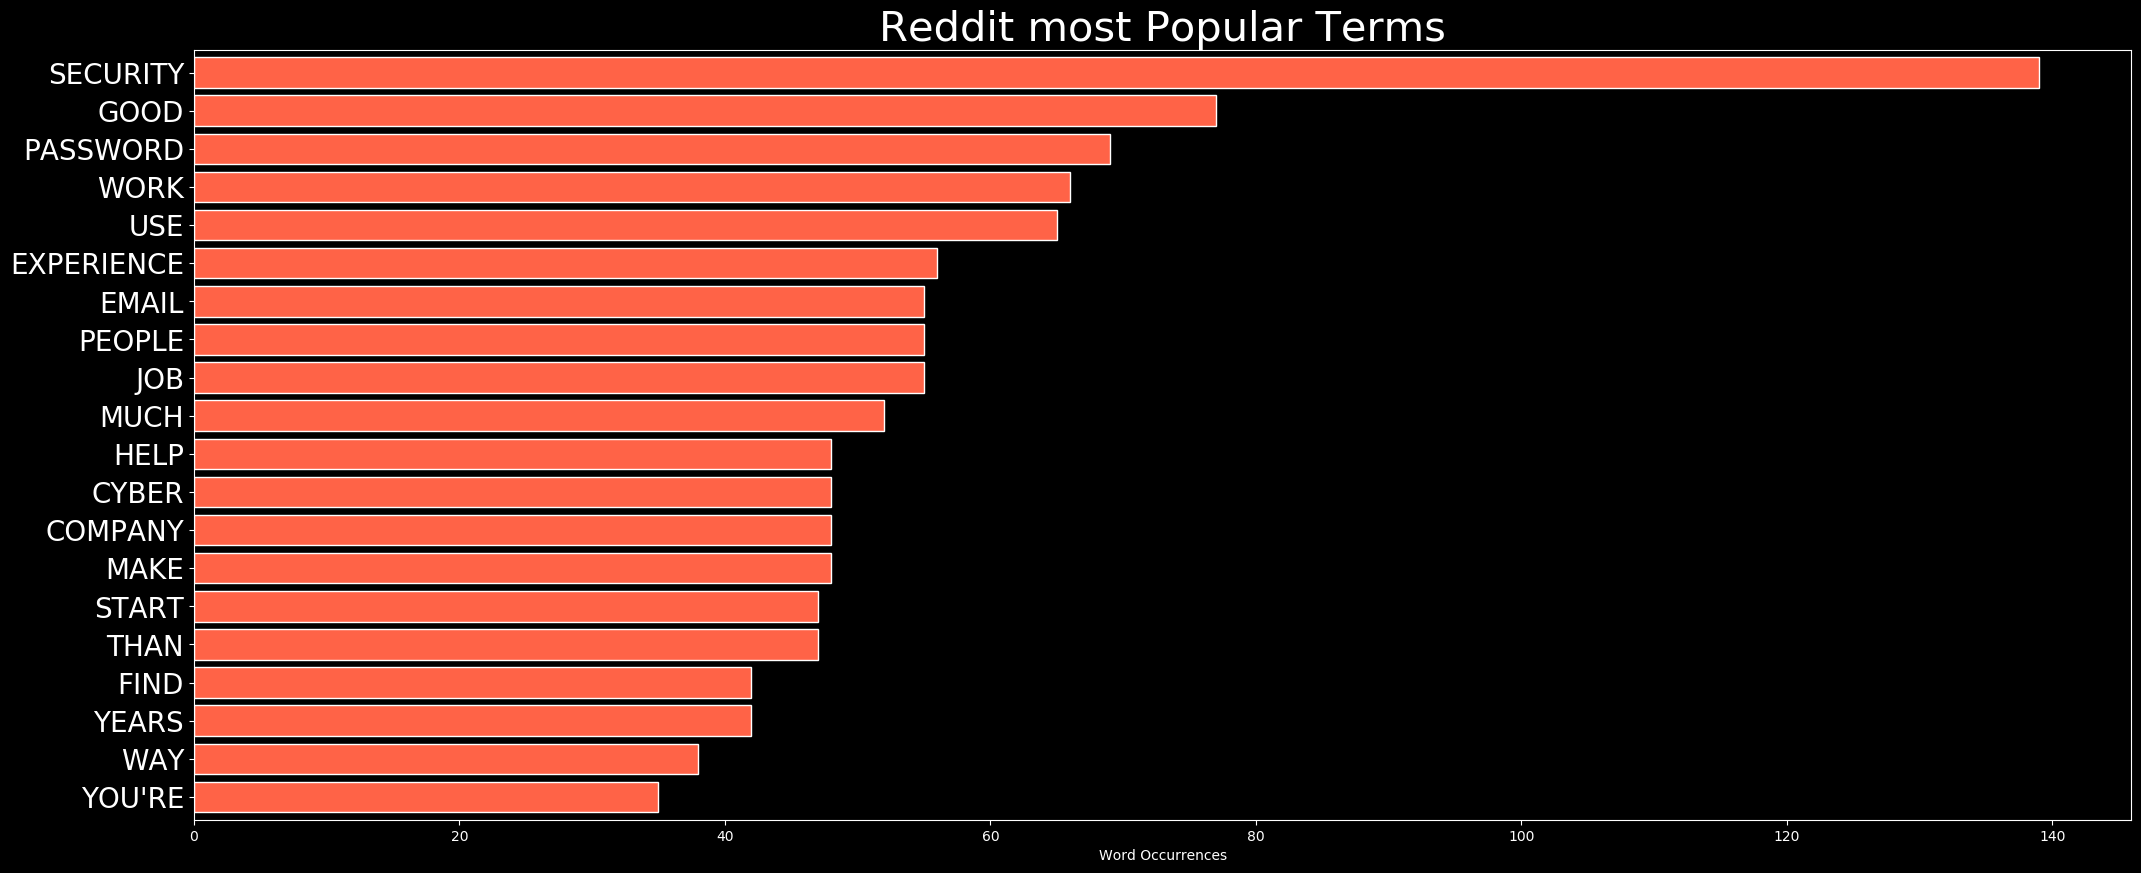 Reddit most Popular Terms
SECURITY
GOOD
PASSWORD
WORK
USE
EXPERIENCE
EMAIL
PEOPLE
JOB
MUCH
HELP
CYBER
COMPANY
MAKE
START
THAN
FIND
YEARS
WAY
YOU'RE
0 20 40 60 80 100 120 140
Word Occurrences